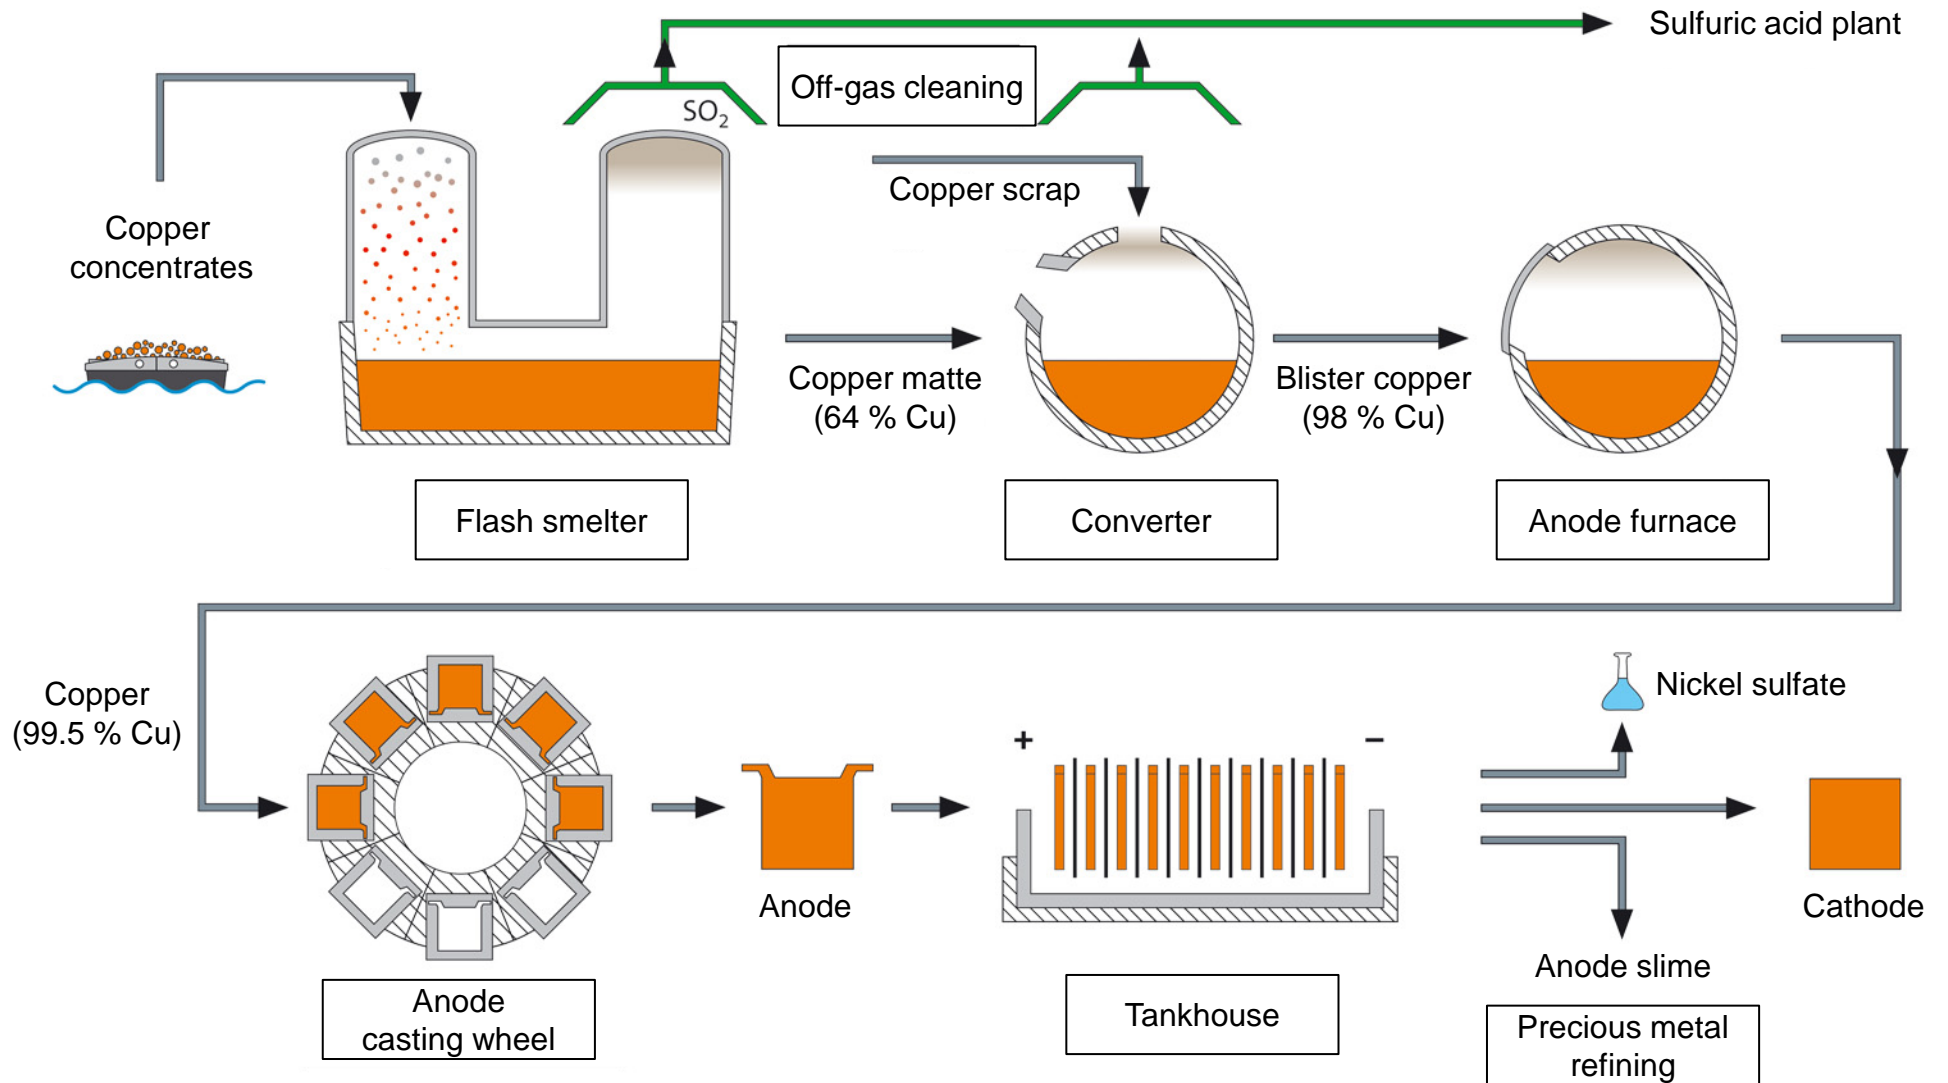 Sulfuric acid plant
Off-gas cleaning
SO₂
Copper scrap
Copper
concentrates
Copper matte
(64 % Cu)
Blister copper
(98 % Cu)
Flash smelter
Converter
Anode furnace
Copper
(99.5 % Cu)
Nickel sulfate
+
–
Anode
Cathode
Anode slime
Anode
casting wheel
Tankhouse
Precious metal
refining